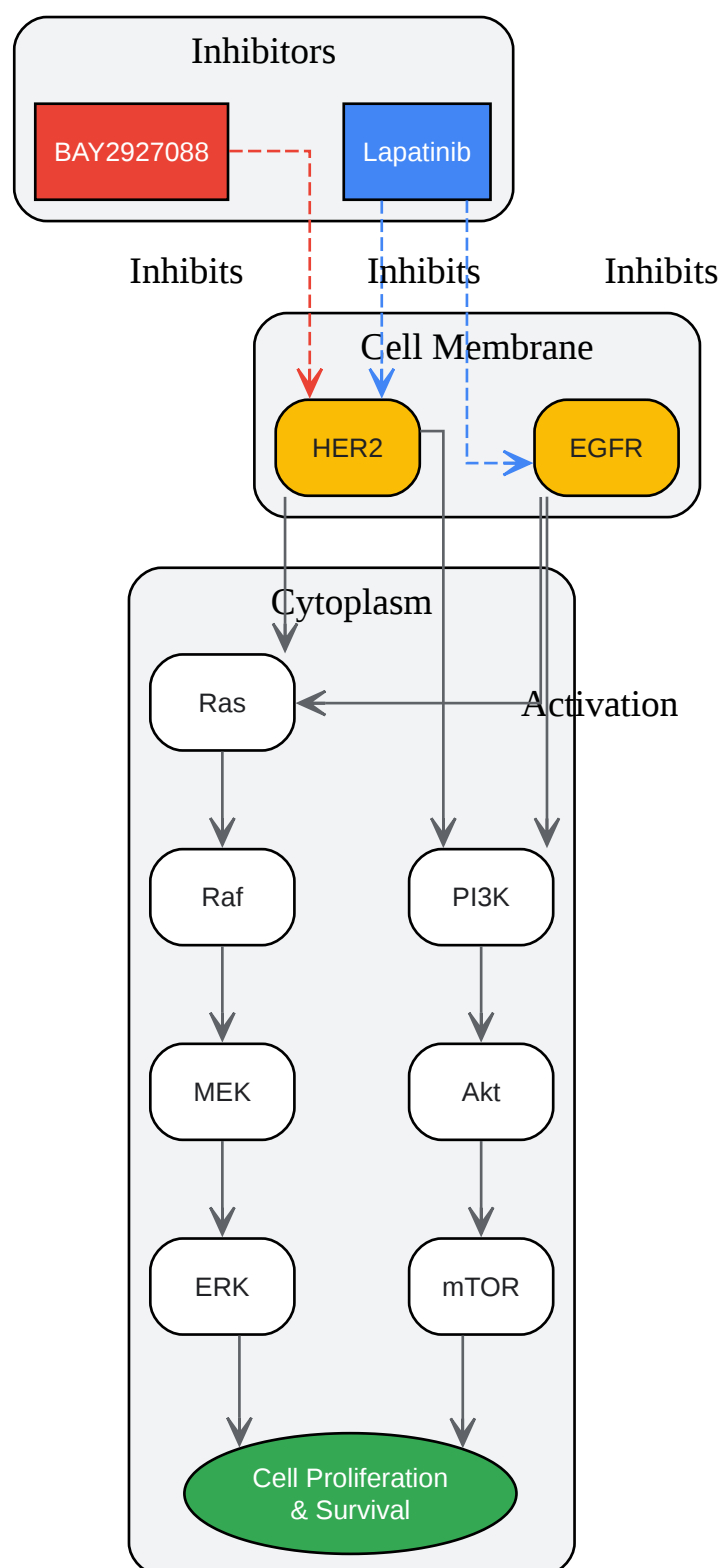 Inhibitors
BAY2927088
Lapatinib
Inhibits
Inhibits
Inhibits
Cell Membrane
HER2
EGFR
Cytoplasm
Ras
Activation
Raf
PI3K
MEK
Akt
ERK
mTOR
Cell Proliferation
& Survival